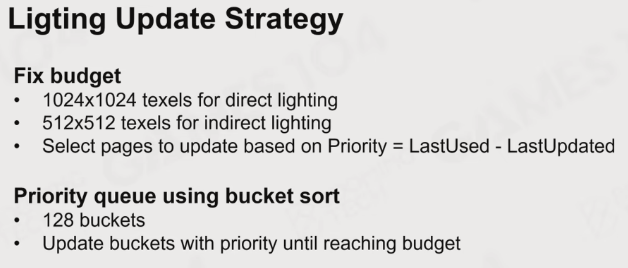 Ligting Update Strategy
Fix budget
• 1024x1024 texels for direct lighting
• 512x512 texels for indirect lighting
• Select pages to update based on Priority = LastUsed - LastUpdated
Priority queue using bucket sort
• 128 buckets
• Update buckets with priority until reaching budget